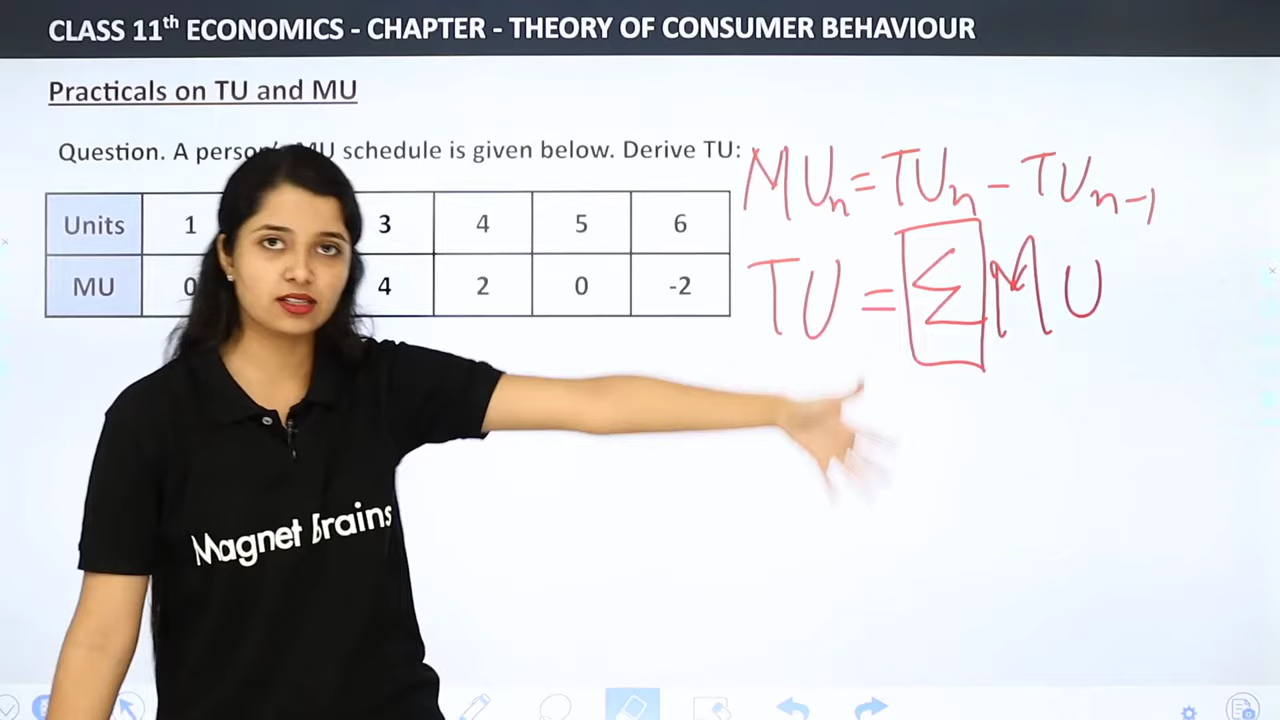 CLASS 11th ECONOMICS - CHAPTER - THEORY OF CONSUMER BEHAVIOUR
Practicals on TU and MU
Question. A MU schedule is given below. Derive TU:
Units 1 3 4 5 6
MU 0 4 2 0 -2
MUn = TUn - TUn-1
TU = Σ MU
Magnet Brains